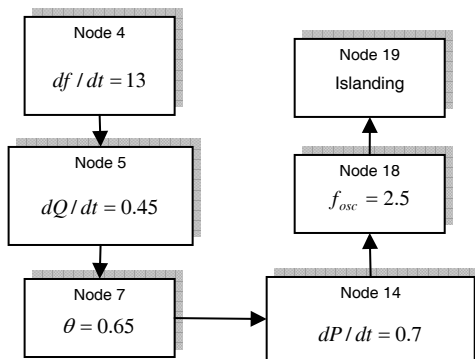 Node 4
df / dt = 13
Node 5
dQ / dt = 0.45
Node 7
θ = 0.65
Node 14
dP / dt = 0.7
Node 18
f_osc = 2.5
Node 19
Islanding